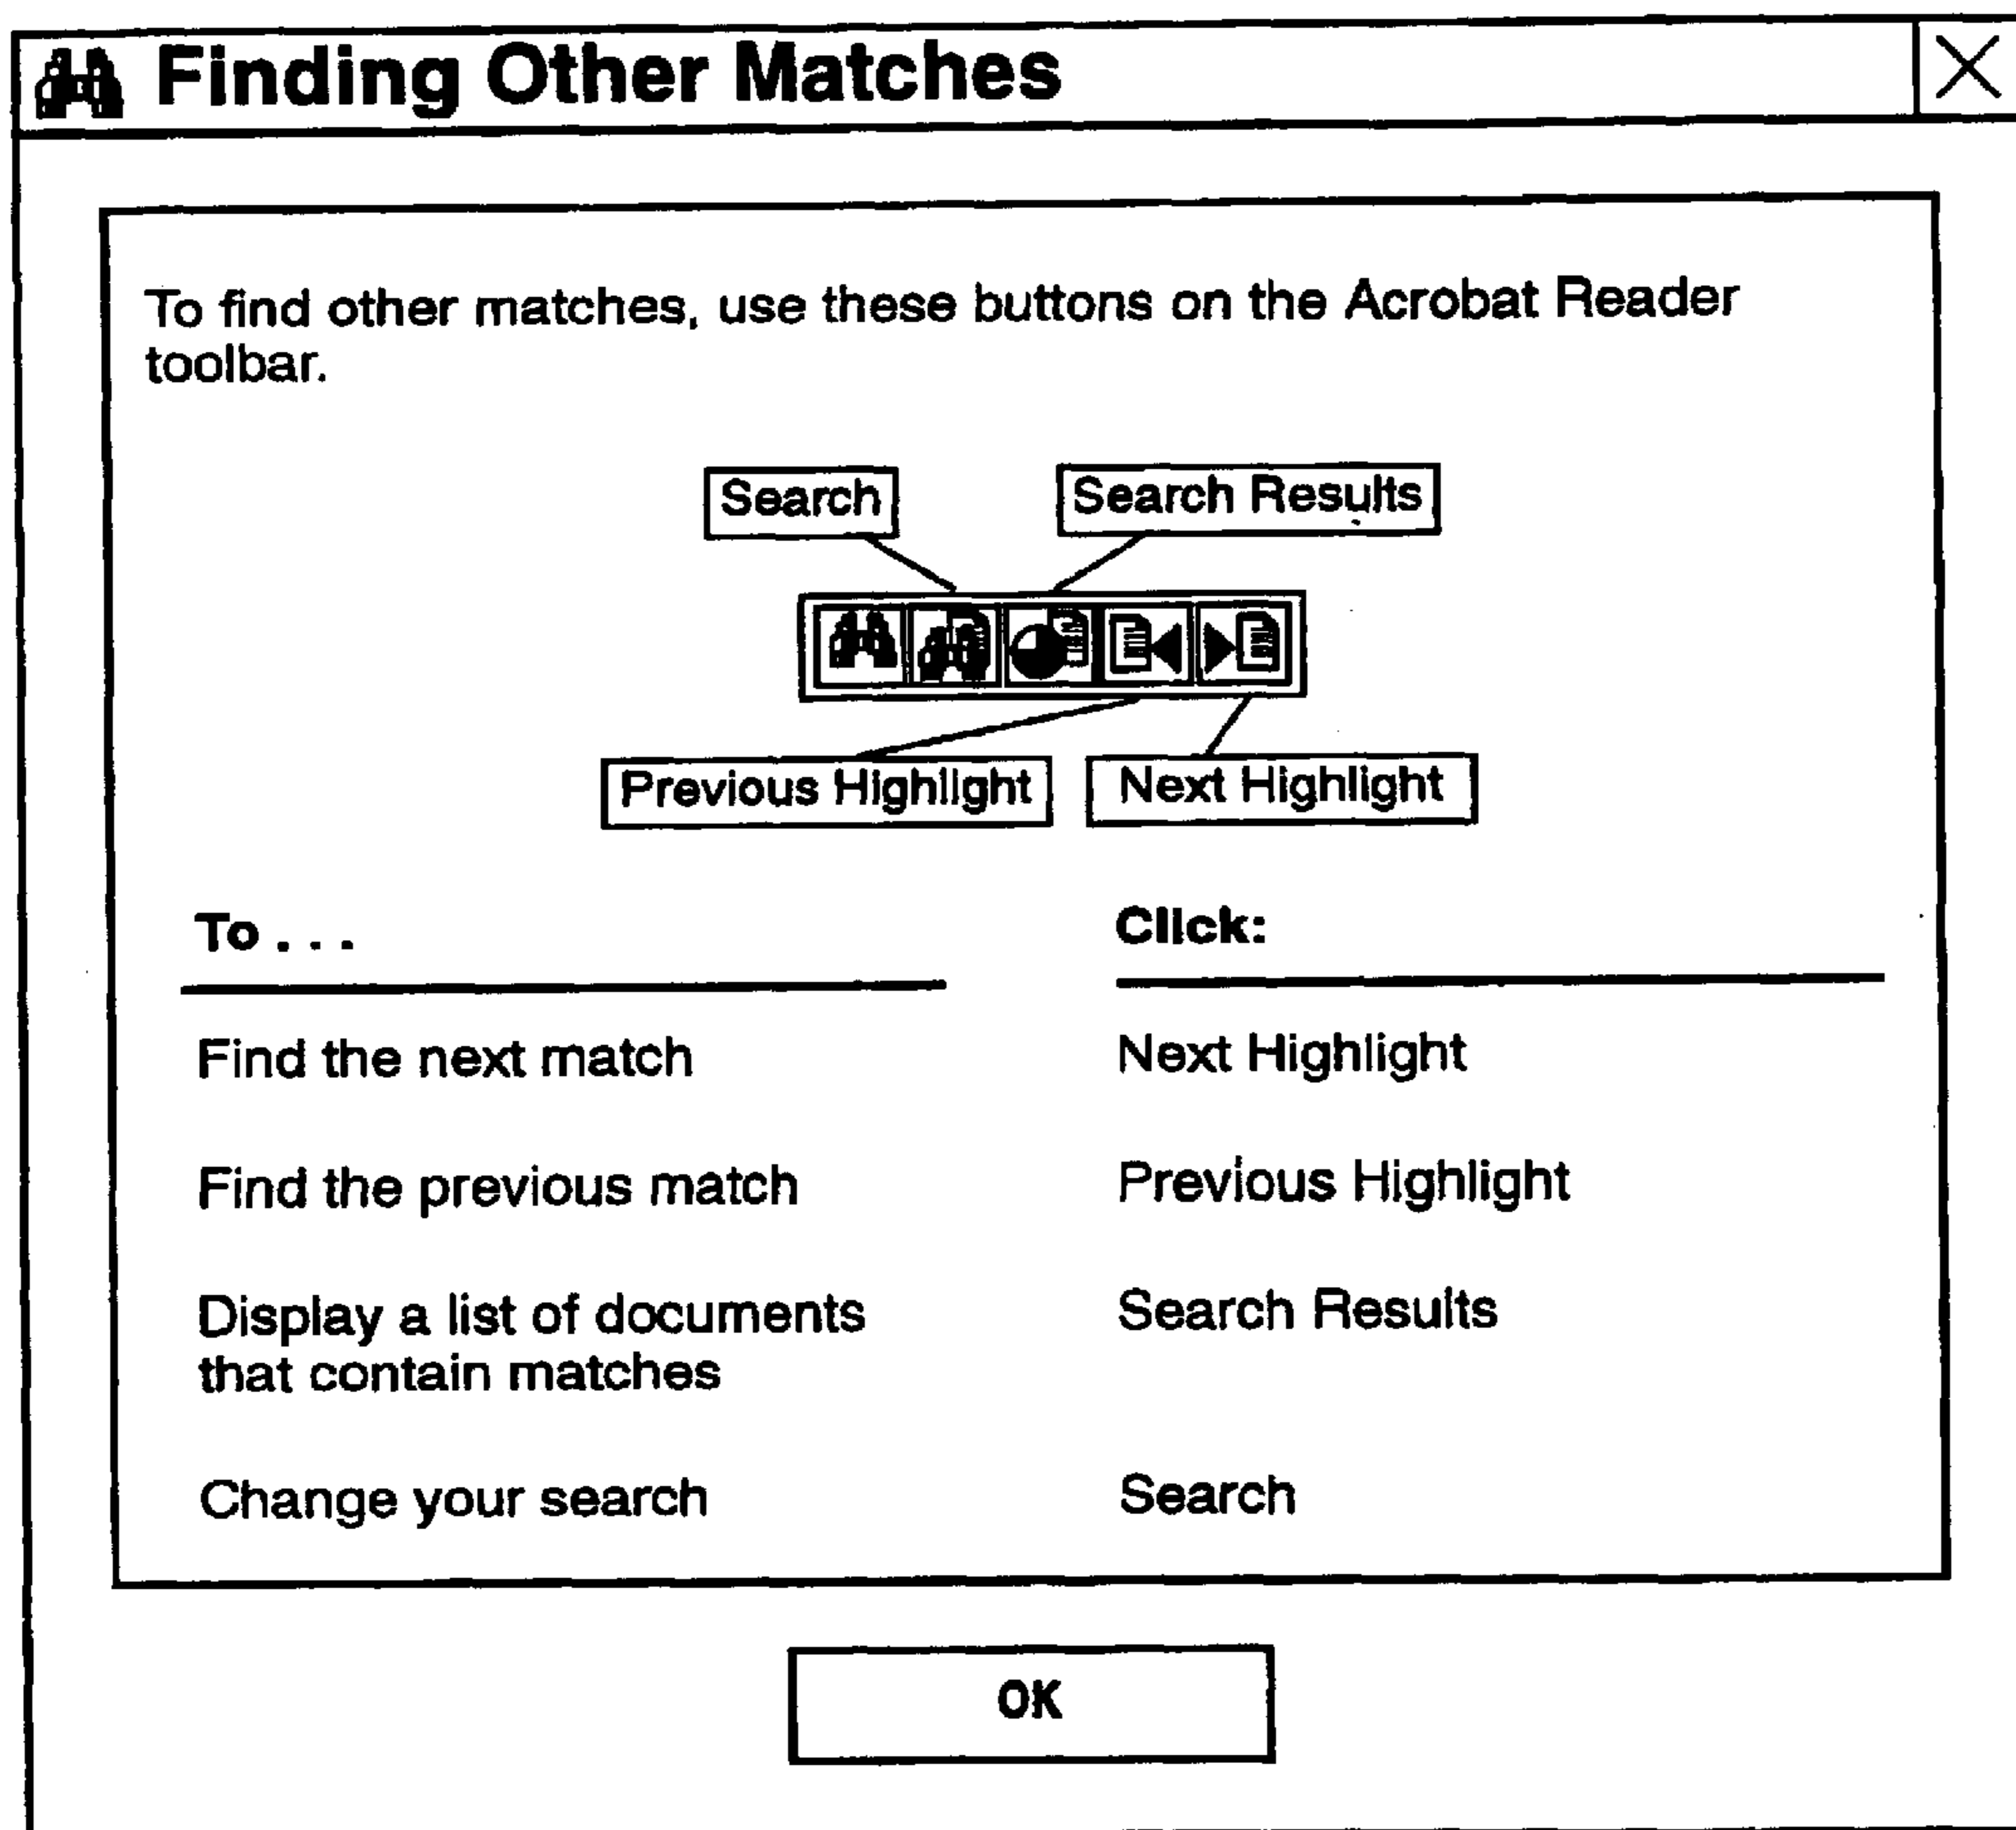 Finding Other Matches
To find other matches, use these buttons on the Acrobat Reader
toolbar.
Search
Search Results
Previous Highlight
Next Highlight
To . . .
Click:
Find the next match
Next Highlight
Find the previous match
Previous Highlight
Display a list of documents
that contain matches
Search Results
Change your search
Search
OK